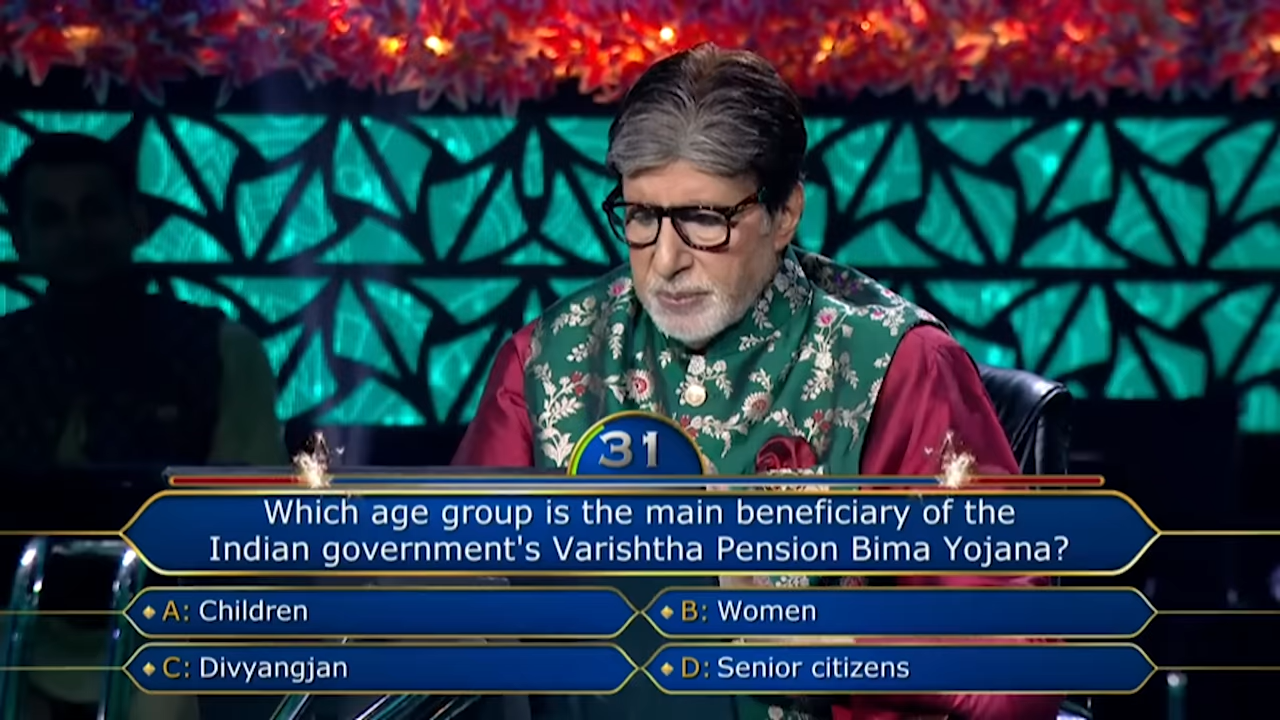 31
Which age group is the main beneficiary of the
Indian government's Varishtha Pension Bima Yojana?
A: Children
B: Women
C: Divyangjan
D: Senior citizens